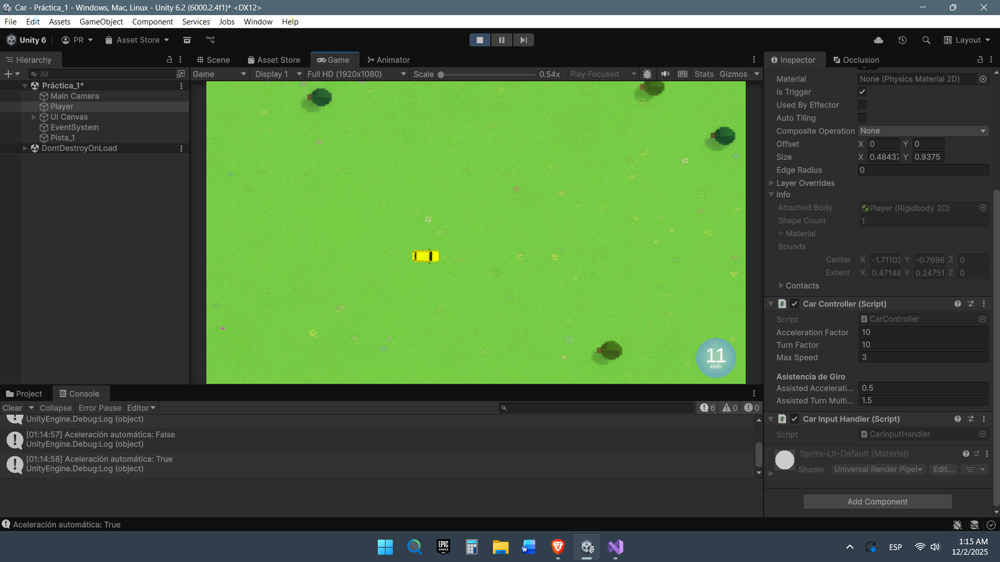 Car - Práctica_1 - Windows, Mac, Linux - Unity 6.2 (6000.2.4f1)* <DX12>
File Edit Assets GameObject Component Services Jobs Window Help
Unity 6 PR Asset Store Layout
Hierarchy
All
Práctica_1*
Main Camera
Player
UI Canvas
EventSystem
Pista_1
DontDestroyOnLoad
Scene Asset Store Game Animator
Game Display 1 Full HD (1920x1080) Scale 0.54x Play Focused Stats Gizmos
11
km/h
Inspector Occlusion
Material None (Physics Material 2D)
Is Trigger
Used By Effector
Auto Tiling
Composite Operation None
Offset X 0 Y 0
Size X 0.48437 Y 0.9375
Edge Radius 0
Layer Overrides
Info
Attached Body Player (Rigidbody 2D)
Shape Count 1
Material
Bounds
Center X -1.71102 Y -0.7696 Z 0
Extent X 0.47148 Y 0.24751 Z 0
Contacts
Car Controller (Script)
Script CarController
Acceleration Factor 10
Turn Factor 10
Max Speed 3
Asistencia de Giro
Assisted Accelerati... 0.5
Assisted Turn Multi... 1.5
Car Input Handler (Script)
Script CarInputHandler
Sprite-Lit-Default (Material)
Shader Universal Render Pipel Edit...
Add Component
Project Console
Clear Collapse Error Pause Editor 6 0 0
UnityEngine.Debug:Log (object)
[01:14:57] Aceleración automática: False
UnityEngine.Debug:Log (object)
[01:14:58] Aceleración automática: True
UnityEngine.Debug:Log (object)
Aceleración automática: True
EPIC GAMES
W
ESP
1:15 AM
12/2/2025